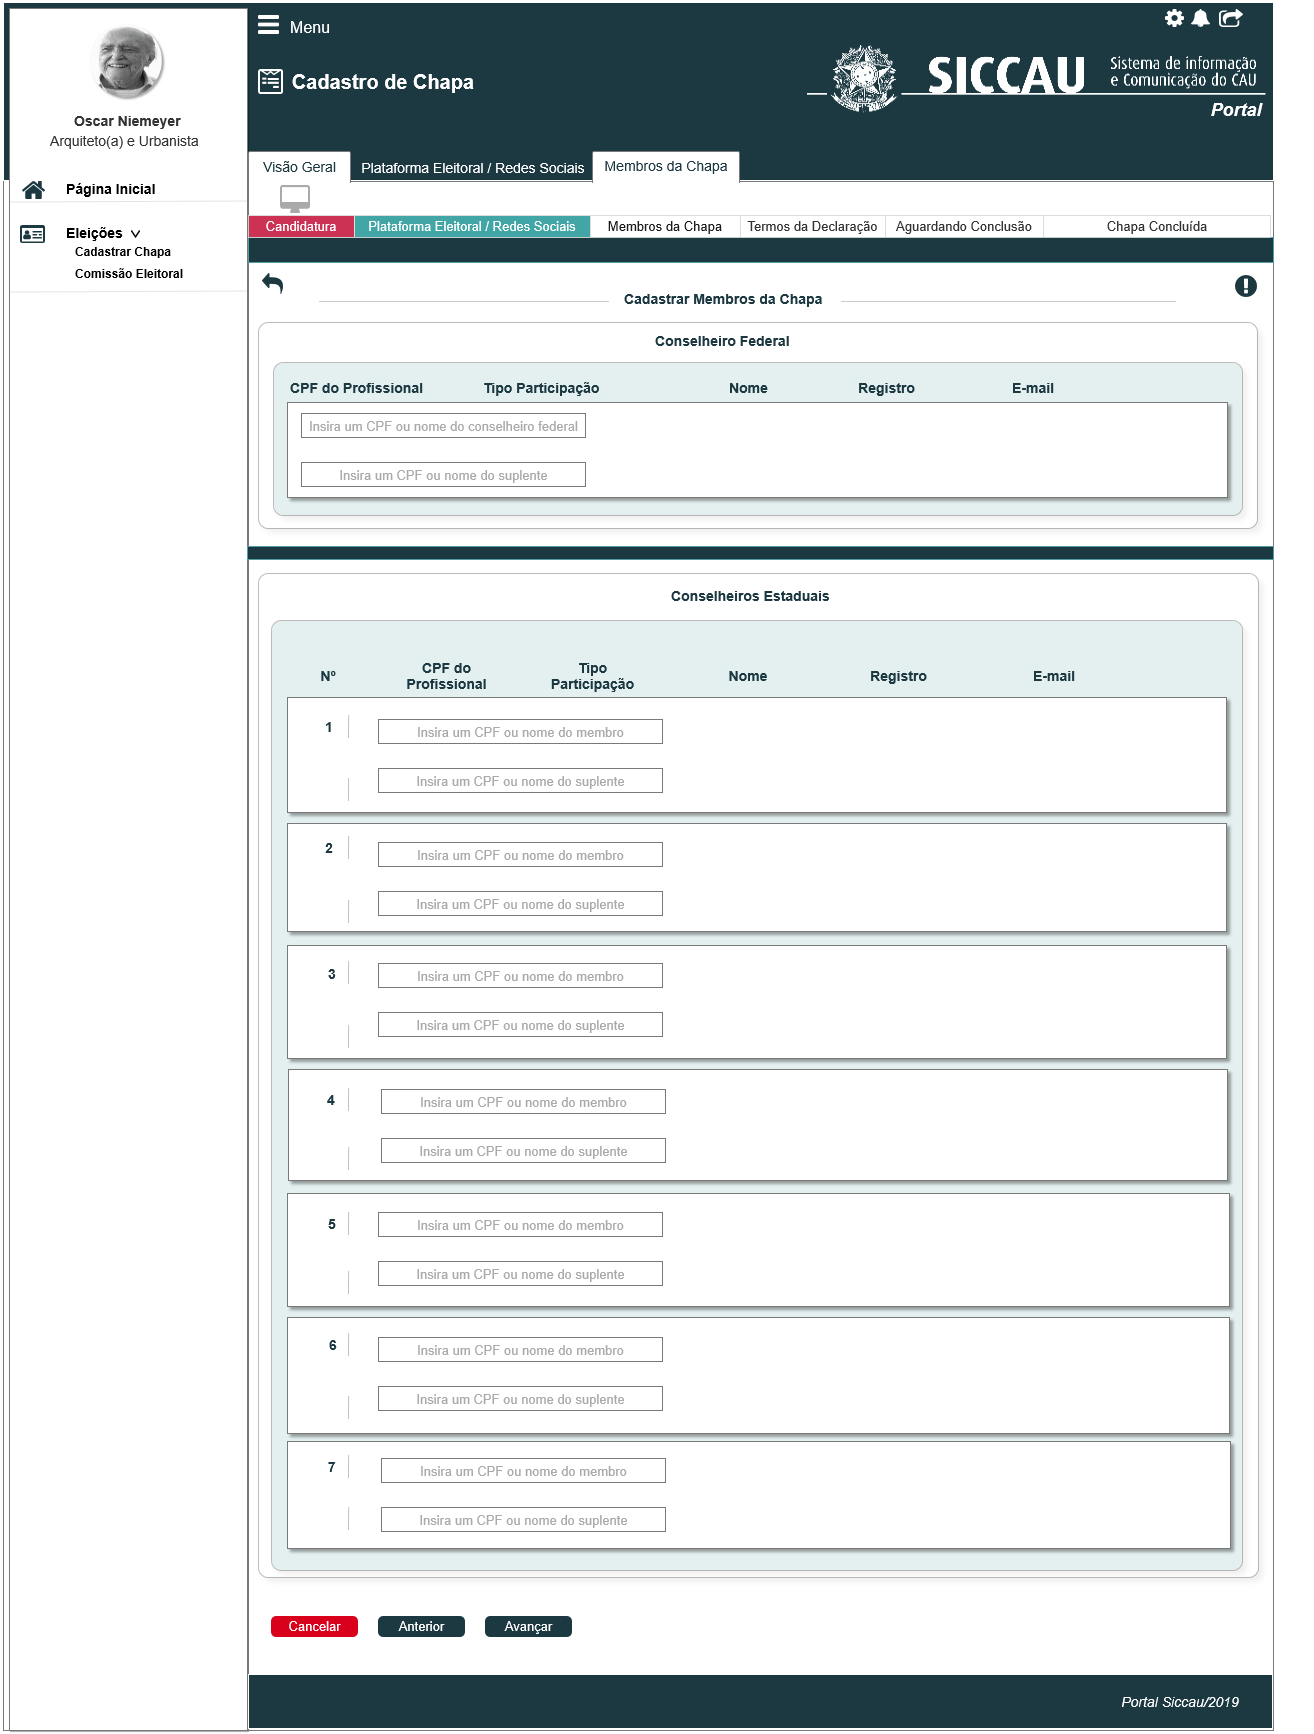 Menu
Cadastro de Chapa
SICCAU
Sistema de informação
e Comunicação do CAU
Portal
Oscar Niemeyer
Arquiteto(a) e Urbanista
Página Inicial
Eleições
Cadastrar Chapa
Comissão Eleitoral
Visão Geral
Plataforma Eleitoral / Redes Sociais
Membros da Chapa
Candidatura
Plataforma Eleitoral / Redes Sociais
Membros da Chapa
Termos da Declaração
Aguardando Conclusão
Chapa Concluída
Cadastrar Membros da Chapa
Conselheiro Federal
CPF do Profissional
Tipo Participação
Nome
Registro
E-mail
Insira um CPF ou nome do conselheiro federal
Insira um CPF ou nome do suplente
Conselheiros Estaduais
Nº
CPF do
Profissional
Tipo
Participação
Nome
Registro
E-mail
1
Insira um CPF ou nome do membro
Insira um CPF ou nome do suplente
2
Insira um CPF ou nome do membro
Insira um CPF ou nome do suplente
3
Insira um CPF ou nome do membro
Insira um CPF ou nome do suplente
4
Insira um CPF ou nome do membro
Insira um CPF ou nome do suplente
5
Insira um CPF ou nome do membro
Insira um CPF ou nome do suplente
6
Insira um CPF ou nome do membro
Insira um CPF ou nome do suplente
7
Insira um CPF ou nome do membro
Insira um CPF ou nome do suplente
Cancelar
Anterior
Avançar
Portal Siccau/2019